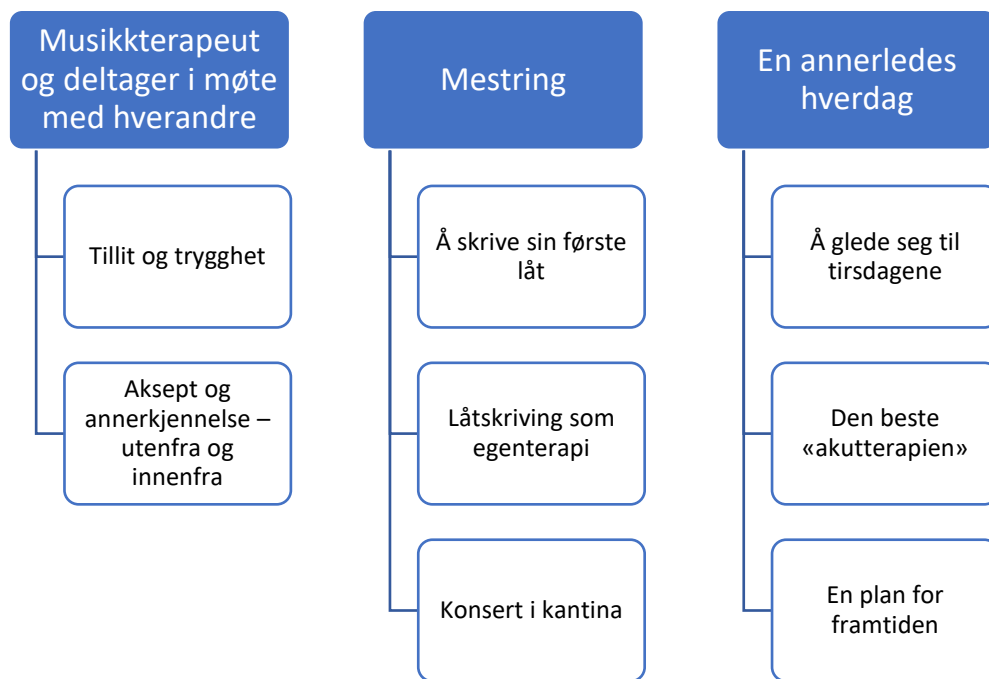 Musikkterapeut
og deltager i møte
med hverandre
Tillit og trygghet
Aksept og
annerkjennelse –
utenfra og
innenfra
Mestring
Å skrive sin første
låt
Låtskriving som
egenterapi
Konsert i kantina
En annerledes
hverdag
Å glede seg til
tirsdagene
Den beste
«akutterapien»
En plan for
framtiden